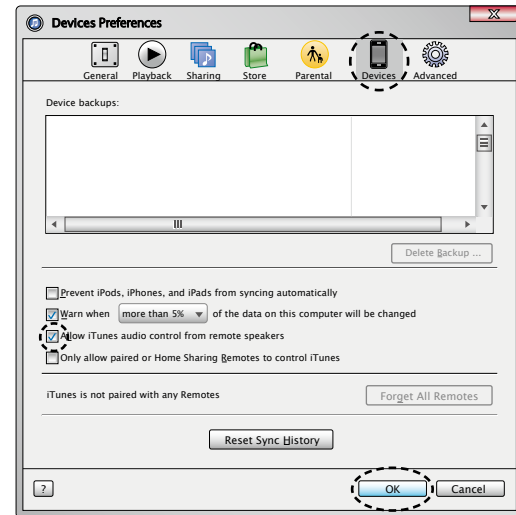 Devices Preferences
General Playback Sharing Store Parental Devices Advanced
Device backups:
Delete Backup ...
Prevent iPods, iPhones, and iPads from syncing automatically
Warn when more than 5% of the data on this computer will be changed
Allow iTunes audio control from remote speakers
Only allow paired or Home Sharing Remotes to control iTunes
iTunes is not paired with any Remotes Forget All Remotes
Reset Sync History
? OK Cancel